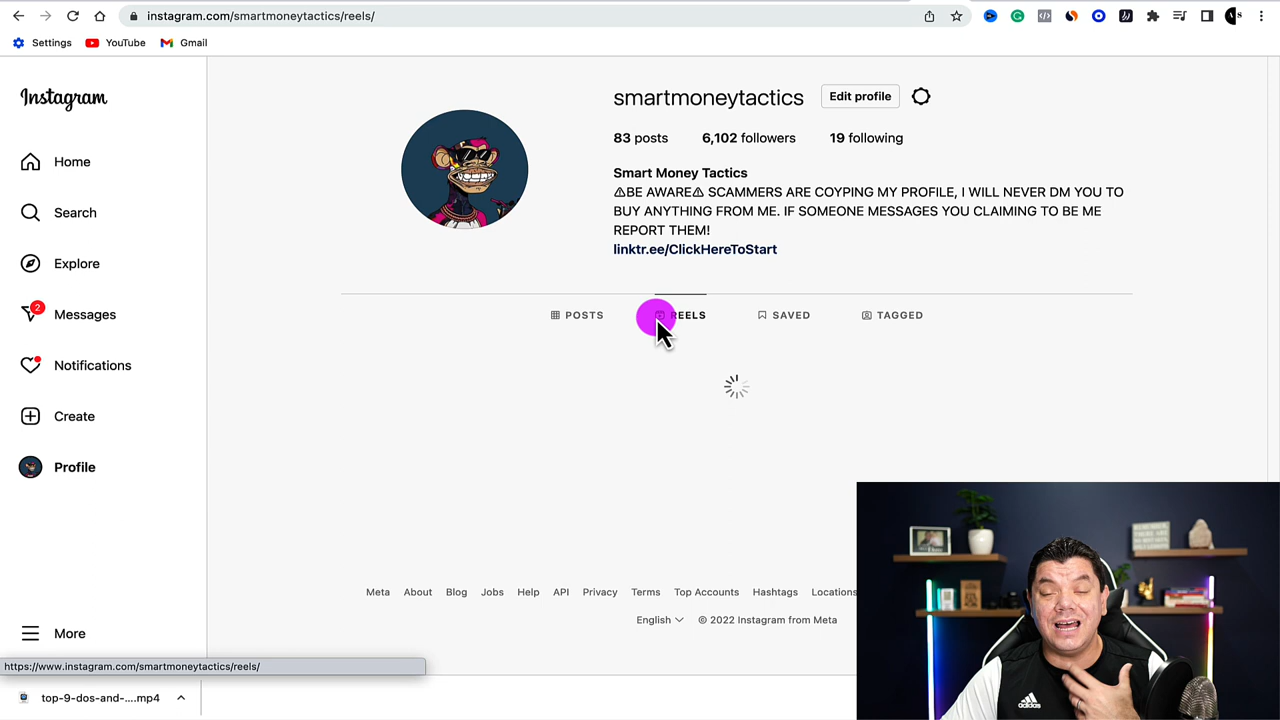 instagram.com/smartmoneytactics/reels/
Settings YouTube Gmail
Instagram
Home
Search
Explore
2
Messages
Notifications
Create
Profile
More
smartmoneytactics Edit profile
83 posts 6,102 followers 19 following
Smart Money Tactics
⚠BE AWARE⚠ SCAMMERS ARE COYPING MY PROFILE, I WILL NEVER DM YOU TO
BUY ANYTHING FROM ME. IF SOMEONE MESSAGES YOU CLAIMING TO BE ME
REPORT THEM!
linktr.ee/ClickHereToStart
POSTS REELS SAVED TAGGED
Meta About Blog Jobs Help API Privacy Terms Top Accounts Hashtags Locations
English © 2022 Instagram from Meta
https://www.instagram.com/smartmoneytactics/reels/
top-9-dos-and-....mp4
adidas